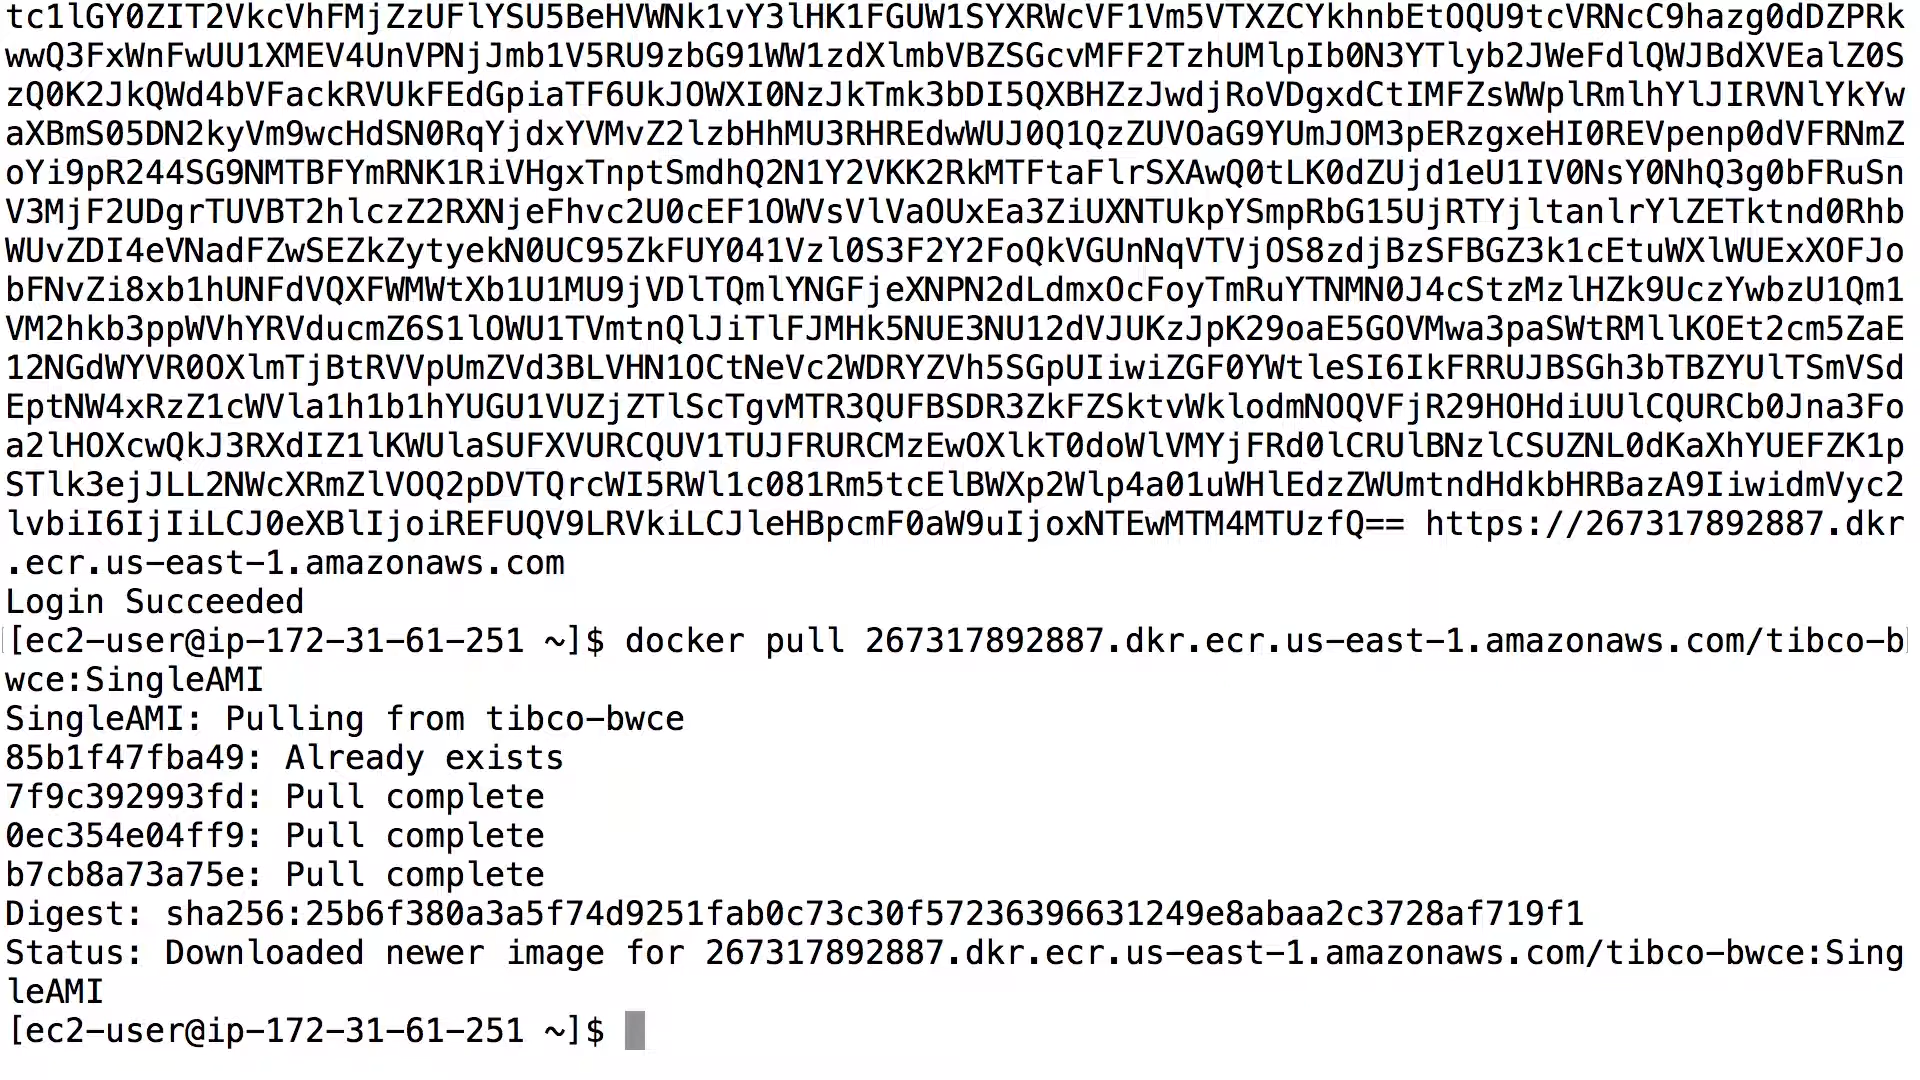 tc1lGY0ZIT2VkcVhFMjZzUFlYSU5BeHVWNk1vY3lHK1FGUW1SYXRWcVF1Vm5VTXZCYkhnbEtOQU9tcVRNcC9hazg0dDZPRk
wwQ3FxWnFwUU1XMEV4UnVPNjJmb1V5RU9zbG91WW1zdXlmbVBZSGcvMFF2TzhUMlpIb0N3YTlyb2JWeFdlQWJBdXVEalZ0S
zQ0K2JkQWd4bVFackRVUkFEdGpiaTF6UkJOWXI0NzJkTmk3bDI5QXBHZzJwdjRoVDgxdCtIMFZsWWplRmlhYlJIRVNlYkYw
aXBmS05DN2kyVm9wcHdSN0RqYjdxYVMvZ2lzbHhMU3RHREdwWUJ0Q1QzZUVOaG9YUmJOM3pERzgxeHI0REVpenp0dVFRNmZ
oYi9pR244SG9NMTBFYmRNK1RiVHgxTnptSmdhQ2N1Y2VKK2RkMTFtaFlrSXAwQ0tLK0dZUjd1eU1IV0NsY0NhQ3g0bFRuSn
V3MjF2UDgrTUVBT2hlczZ2RXNjeFhvc2U0cEF1OWVsVlVaOUxEa3ZiUXNTUkpYSmpRbG15UjRTYjltanlrYlZETktnd0Rhb
WUvZDI4eVNadFZwSEZkZytyekN0UC95ZkFUY041Vzl0S3F2Y2FoQkVGUnNqVTVjOS8zdjBzSFBGZ3k1cEtuWXlWUExXOFJo
bFNvZi8xb1hUNFdVQXFWMWtXb1U1MU9jVDlTQmlYNGFjeXNPN2dLdmxOcFoyTmRuYTNMN0J4cStzMzlHZk9UczYwbzU1Qm1
VM2hkb3ppWVhYRVducmZ6S1lOWU1TVmtnQlJiTlFJMHk5NUE3NU12dVJUKzJpK29oaE5GOVMwa3paSWtRMllKOEt2cm5ZaE
12NGdWYVR0OXlmTjBtRVVpUmZVd3BLVHN1OCtNeVc2WDRYZVh5SGpUIiwiZGF0YWtleSI6IkFRRUJBSGh3bTBZYUlTSmVSd
EptNW4xRzZ1cWVla1h1b1hYUGU1VUZjZTlScTgvMTR3QUFBSDR3ZkFZSktvWklodmNOQVFjR29HOHdiUUlCQURCb0Jna3Fo
a2lHOXcwQkJ3RXdIZ1lKWUlaSUFXVURCQUV1TUJFRURCMzEwOXlkT0doWlVMYjFRd0lCRUlBNzlCSUZNL0dKaXhYUEFZK1p
STlk3ejJLL2NWcXRmZlVOQ2pDVTQrcWI5RWl1c081Rm5tcElBWXp2Wlp4a01uWHlEdzZWUmtndHdkbHRBazA9IiwidmVyc2
lvbiI6IjIiLCJ0eXBlIjoiREFUQV9LRVkiLCJleHBpcmF0aW9uIjoxNTEwMTM4MTUzfQ== https://267317892887.dkr
.ecr.us-east-1.amazonaws.com
Login Succeeded
[ec2-user@ip-172-31-61-251 ~]$ docker pull 267317892887.dkr.ecr.us-east-1.amazonaws.com/tibco-b
wce:SingleAMI
SingleAMI: Pulling from tibco-bwce
85b1f47fba49: Already exists
7f9c392993fd: Pull complete
0ec354e04ff9: Pull complete
b7cb8a73a75e: Pull complete
Digest: sha256:25b6f380a3a5f74d9251fab0c73c30f57236396631249e8abaa2c3728af719f1
Status: Downloaded newer image for 267317892887.dkr.ecr.us-east-1.amazonaws.com/tibco-bwce:Sing
leAMI
[ec2-user@ip-172-31-61-251 ~]$